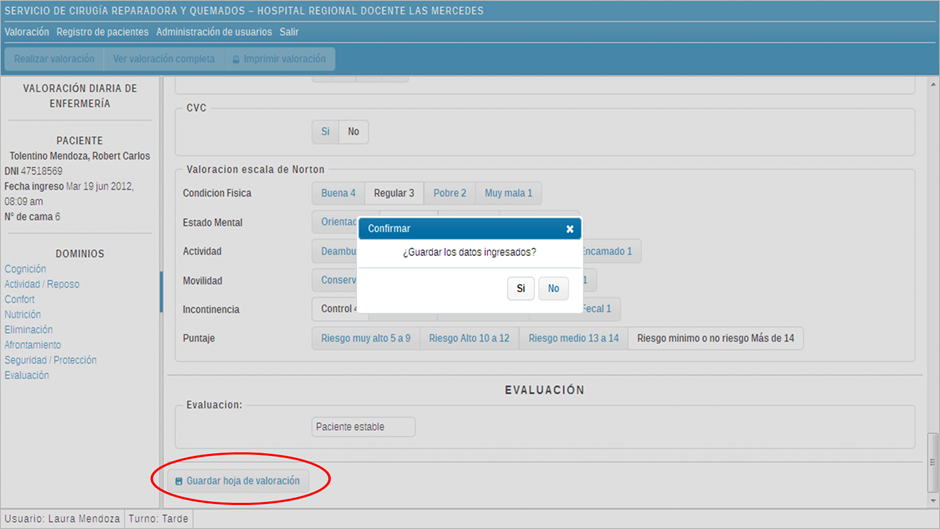 SERVICIO DE CIRUGÍA REPARADORA Y QUEMADOS – HOSPITAL REGIONAL DOCENTE LAS MERCEDES
Valoración Registro de pacientes Administración de usuarios Salir
Realizar valoración Ver valoración completa Imprimir valoración
VALORACIÓN DIARIA DE
ENFERMERÍA
PACIENTE
Tolentino Mendoza, Robert Carlos
DNI 47518569
Fecha ingreso Mar 19 jun 2012,
08:09 am
N° de cama 6
DOMINIOS
Cognición
Actividad / Reposo
Confort
Nutrición
Eliminación
Afrontamiento
Seguridad / Protección
Evaluación
CVC
Si No
Valoracion escala de Norton
Condicion Fisica Buena 4 Regular 3 Pobre 2 Muy mala 1
Estado Mental Orientad
Actividad Deambu Encamado 1
Movilidad Conserv 1
Incontinencia Control 4 Fecal 1
Puntaje Riesgo muy alto 5 a 9 Riesgo Alto 10 a 12 Riesgo medio 13 a 14 Riesgo minimo o no riesgo Más de 14
Confirmar
¿Guardar los datos ingresados?
Si No
EVALUACIÓN
Evaluacion:
Paciente estable
Guardar hoja de valoración
Usuario: Laura Mendoza Turno: Tarde